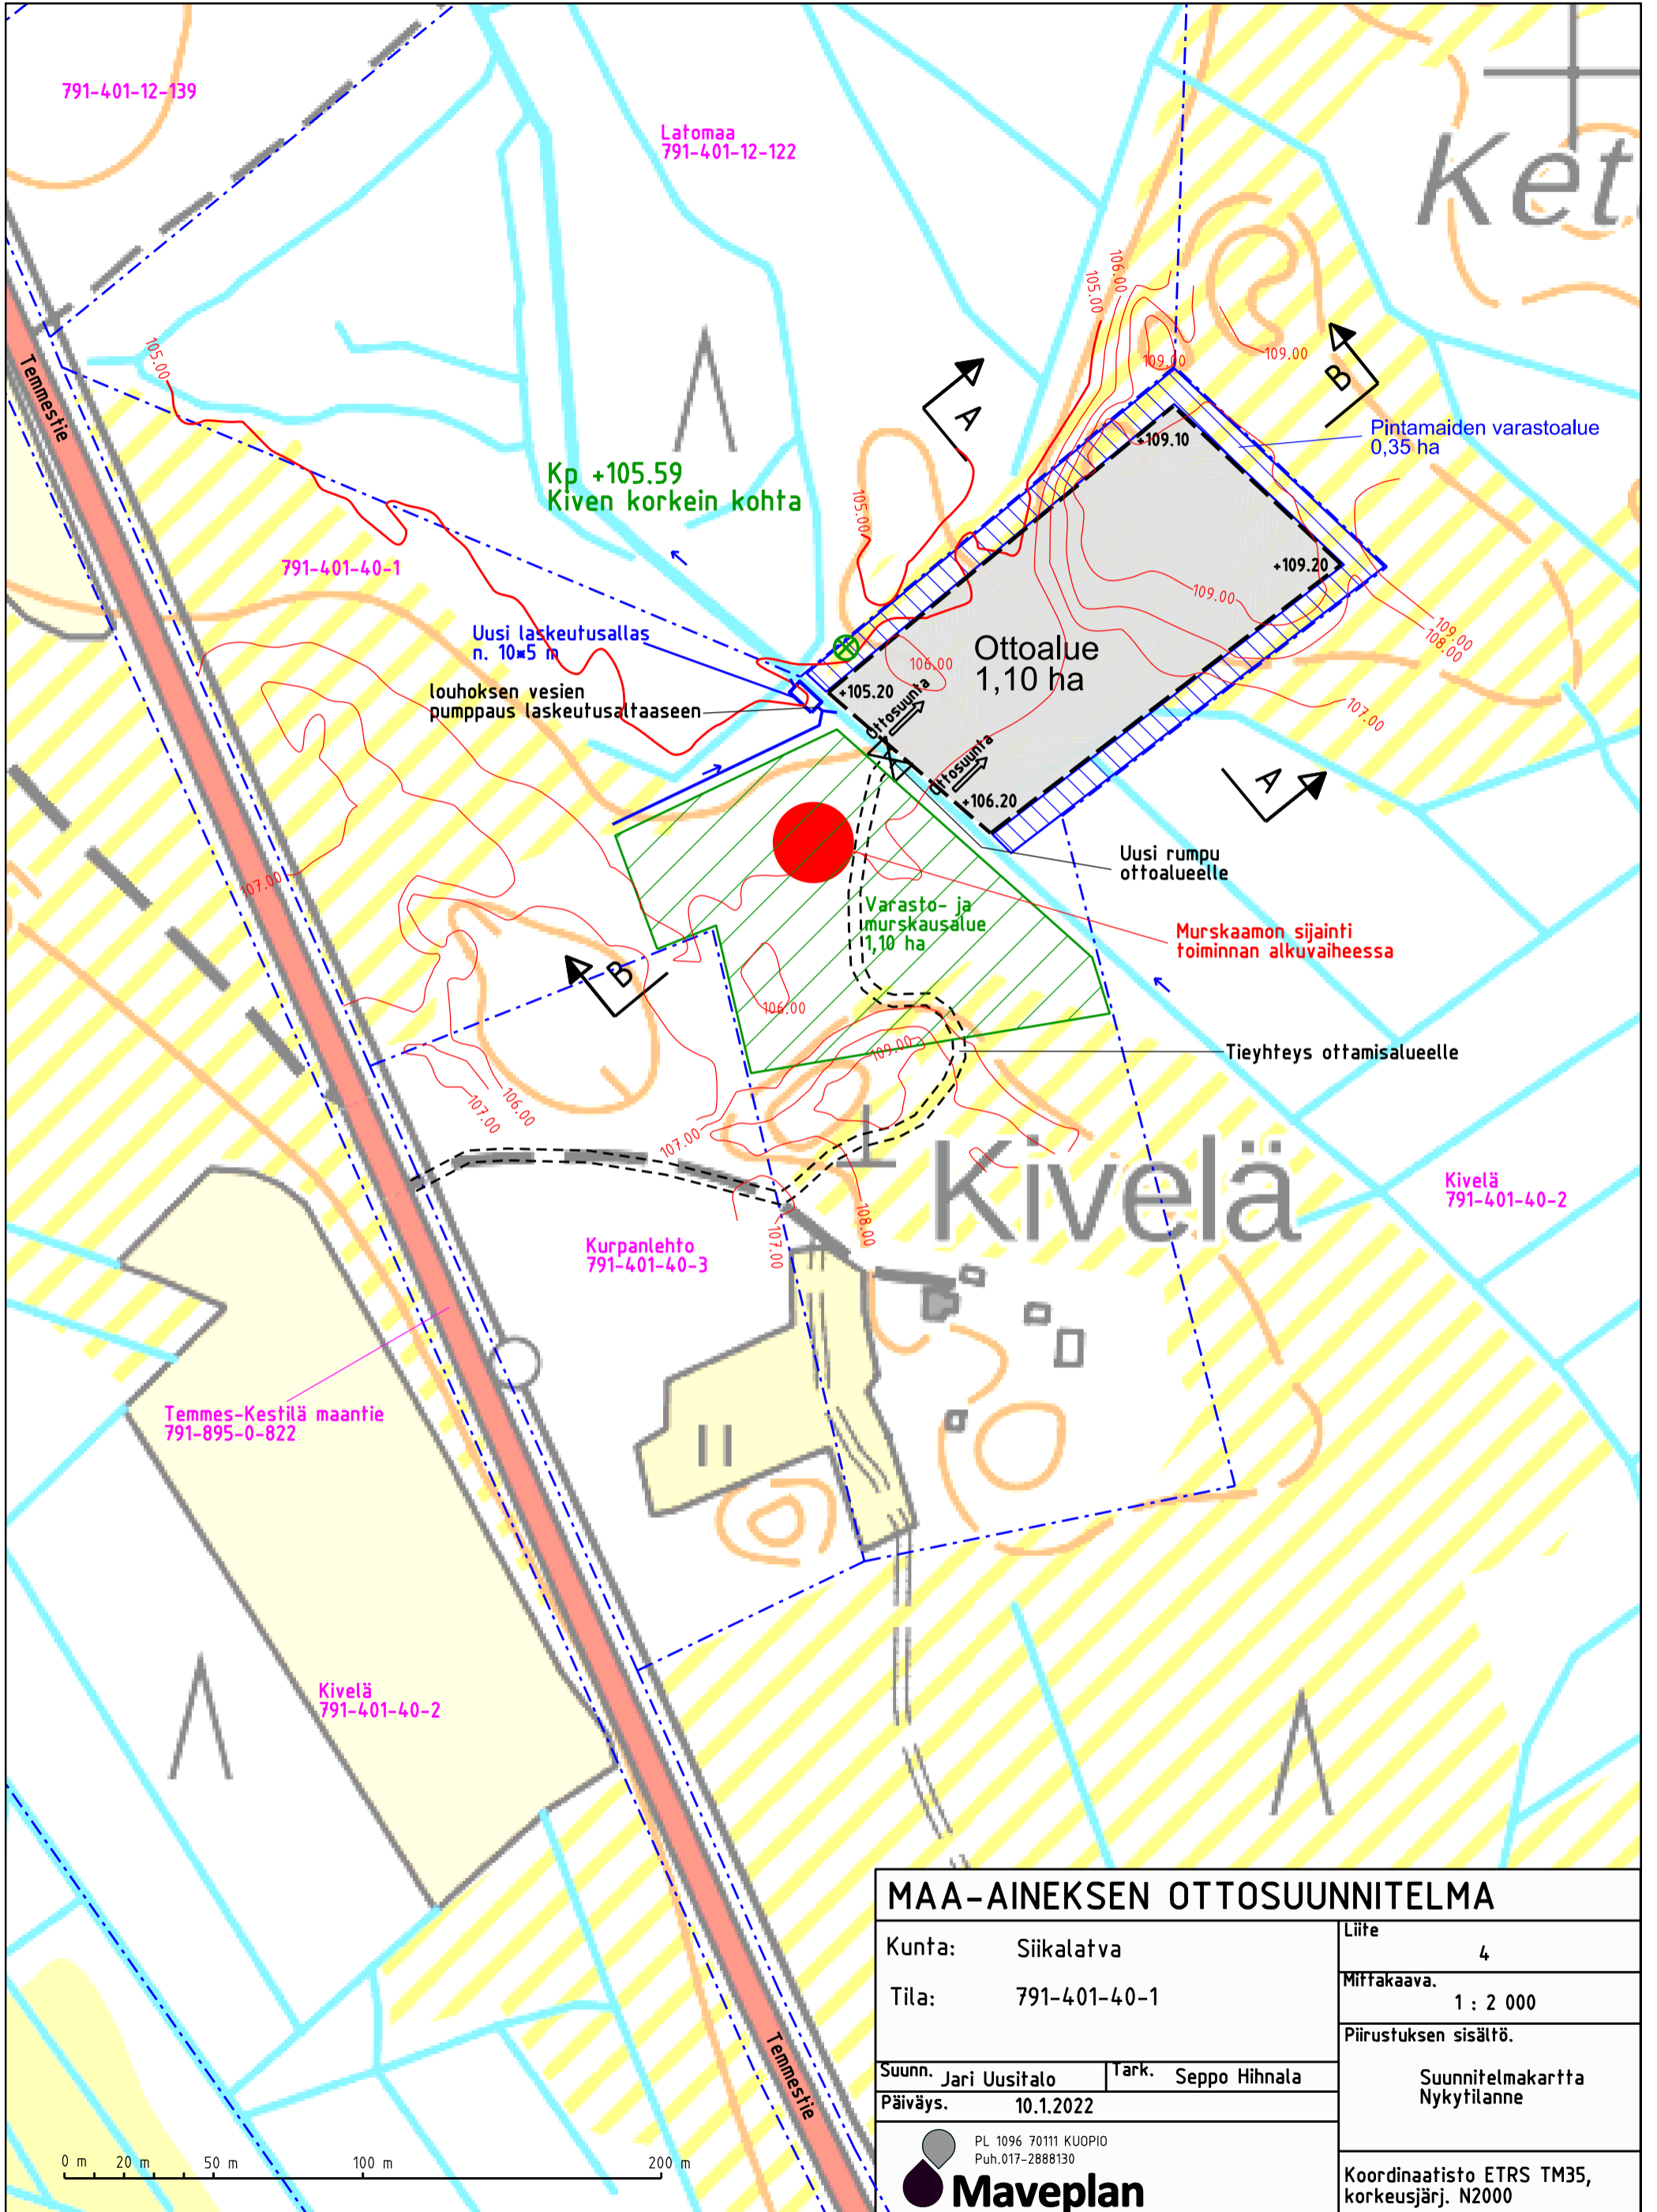 791-401-12-139
Latomaa
791-401-12-122
Ket
105.00
106.00
109.00
109.00
105.00
Temmestie
A
B
Pintamaiden varastoalue
0,35 ha
+109.10
Kp +105.59
Kiven korkein kohta
105.00
791-401-40-1
+109.20
109.00
109.00
108.00
Uusi laskeutusallas
n. 10*5 m
Ottoalue
1,10 ha
106.00
louhoksen vesien
pumppaus laskeutusaltaaseen
+105.20
Ottosuunta
107.00
Ottosuunta
+106.20
A
Uusi rumpu
ottoalueelle
107.00
Varasto- ja
murskausalue
1,10 ha
Murskaamon sijainti
toiminnan alkuvaiheessa
B
106.00
109.00
Tieyhteys ottamisalueelle
106.00
107.00
107.00
Kivelä
Kivelä
791-401-40-2
108.00
107.00
Kurpanlehto
791-401-40-3
Temmes-Kestilä maantie
791-895-0-822
Kivelä
791-401-40-2
Temmestie
0 m 20 m 50 m 100 m 200 m
MAA-AINEKSEN OTTOSUUNNITELMA
Kunta: Siikalatva
Tila: 791-401-40-1
Liite
4
Mittakaava.
1 : 2 000
Piirustuksen sisältö.
Suunnitelmakartta
Nykytilanne
Suunn. Jari Uusitalo
Tark. Seppo Hihnala
Päiväys. 10.1.2022
PL 1096 70111 KUOPIO
Puh.017-2888130
Maveplan
Koordinaatisto ETRS TM35,
korkeusjärj. N2000